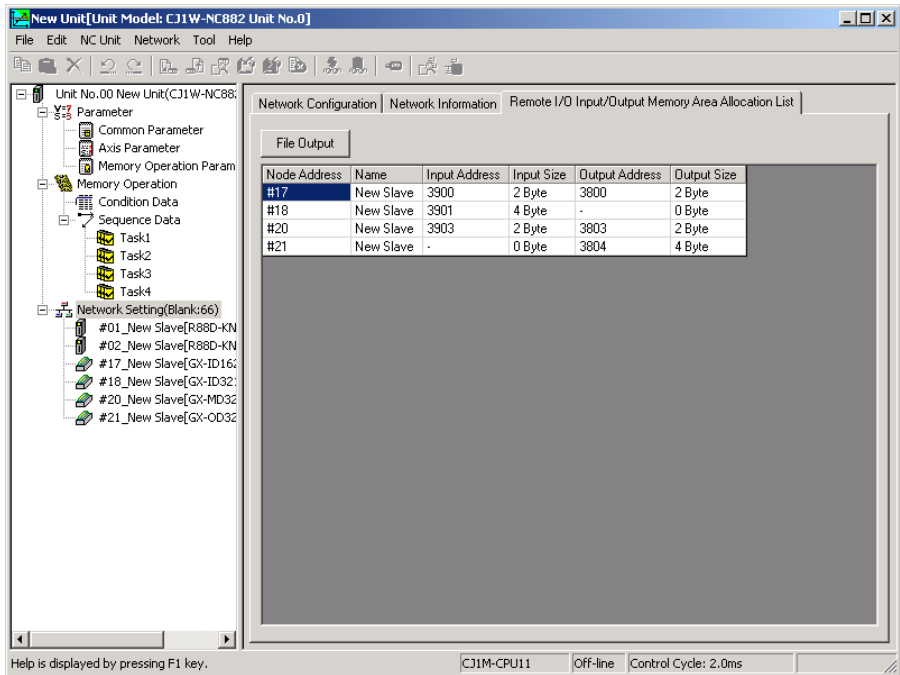 New Unit[Unit Model: CJ1W-NC882 Unit No.0]
File Edit NC Unit Network Tool Help
Unit No.00 New Unit(CJ1W-NC88:
Parameter
Common Parameter
Axis Parameter
Memory Operation Param
Memory Operation
Condition Data
Sequence Data
Task1
Task2
Task3
Task4
Network Setting(Blank:66)
#01_New Slave[R88D-KN
#02_New Slave[R88D-KN
#17_New Slave[GX-ID162
#18_New Slave[GX-ID32:
#20_New Slave[GX-MD32
#21_New Slave[GX-OD32
Network Configuration Network Information Remote I/O Input/Output Memory Area Allocation List
File Output
Node Address Name Input Address Input Size Output Address Output Size
#17 New Slave 3900 2 Byte 3800 2 Byte
#18 New Slave 3901 4 Byte - 0 Byte
#20 New Slave 3903 2 Byte 3803 2 Byte
#21 New Slave - 0 Byte 3804 4 Byte
Help is displayed by pressing F1 key. CJ1M-CPU11 Off-line Control Cycle: 2.0ms